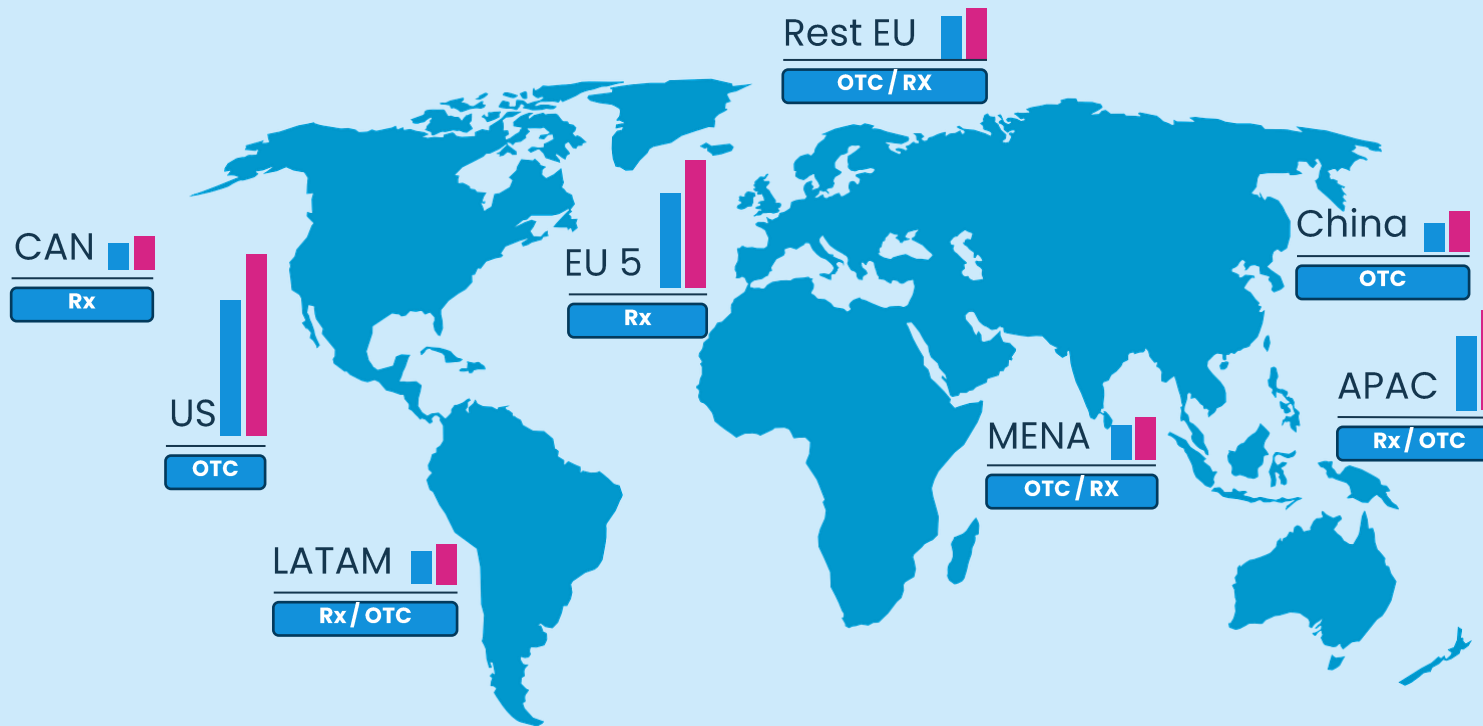 Rest EU
OTC / RX
CAN
Rx
US
OTC
EU 5
Rx
China
OTC
APAC
Rx / OTC
MENA
OTC / RX
LATAM
Rx / OTC